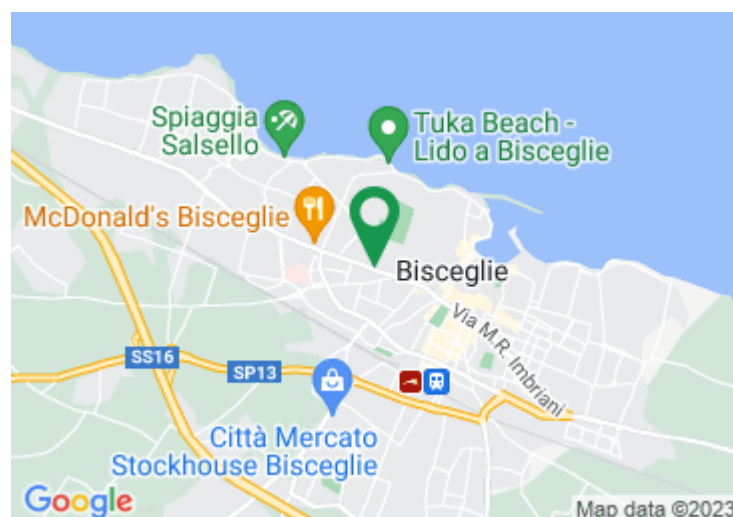 Spiaggia
Salsello
Tuka Beach -
Lido a Bisceglie
McDonald's Bisceglie
Bisceglie
Via M.R. Imbriani
SS16
SP13
Città Mercato
Stockhouse Bisceglie
Google
Map data ©2023